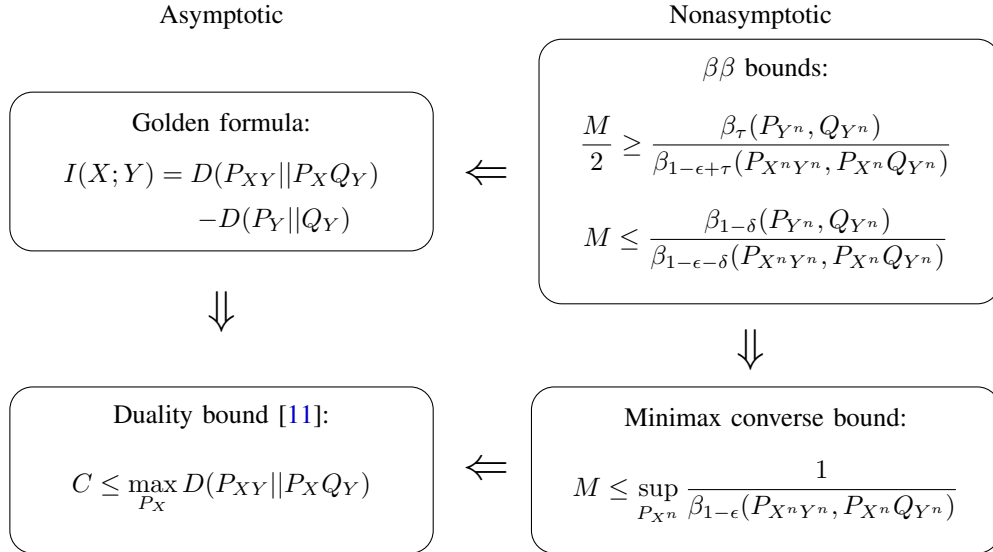 Asymptotic
Nonasymptotic
Golden formula:
I(X; Y) = D(P_{XY}||P_X Q_Y)
−D(P_Y||Q_Y)
⇐
ββ bounds:
M/2 ≥ β_τ(P_{Y^n}, Q_{Y^n}) / β_{1−ϵ+τ}(P_{X^nY^n}, P_{X^n}Q_{Y^n})
M ≤ β_{1−δ}(P_{Y^n}, Q_{Y^n}) / β_{1−ϵ−δ}(P_{X^nY^n}, P_{X^n}Q_{Y^n})
⇓
⇓
Duality bound [11]:
C ≤ max_{P_X} D(P_{XY}||P_X Q_Y)
⇐
Minimax converse bound:
M ≤ sup_{P_{X^n}} 1 / β_{1−ϵ}(P_{X^nY^n}, P_{X^n}Q_{Y^n})